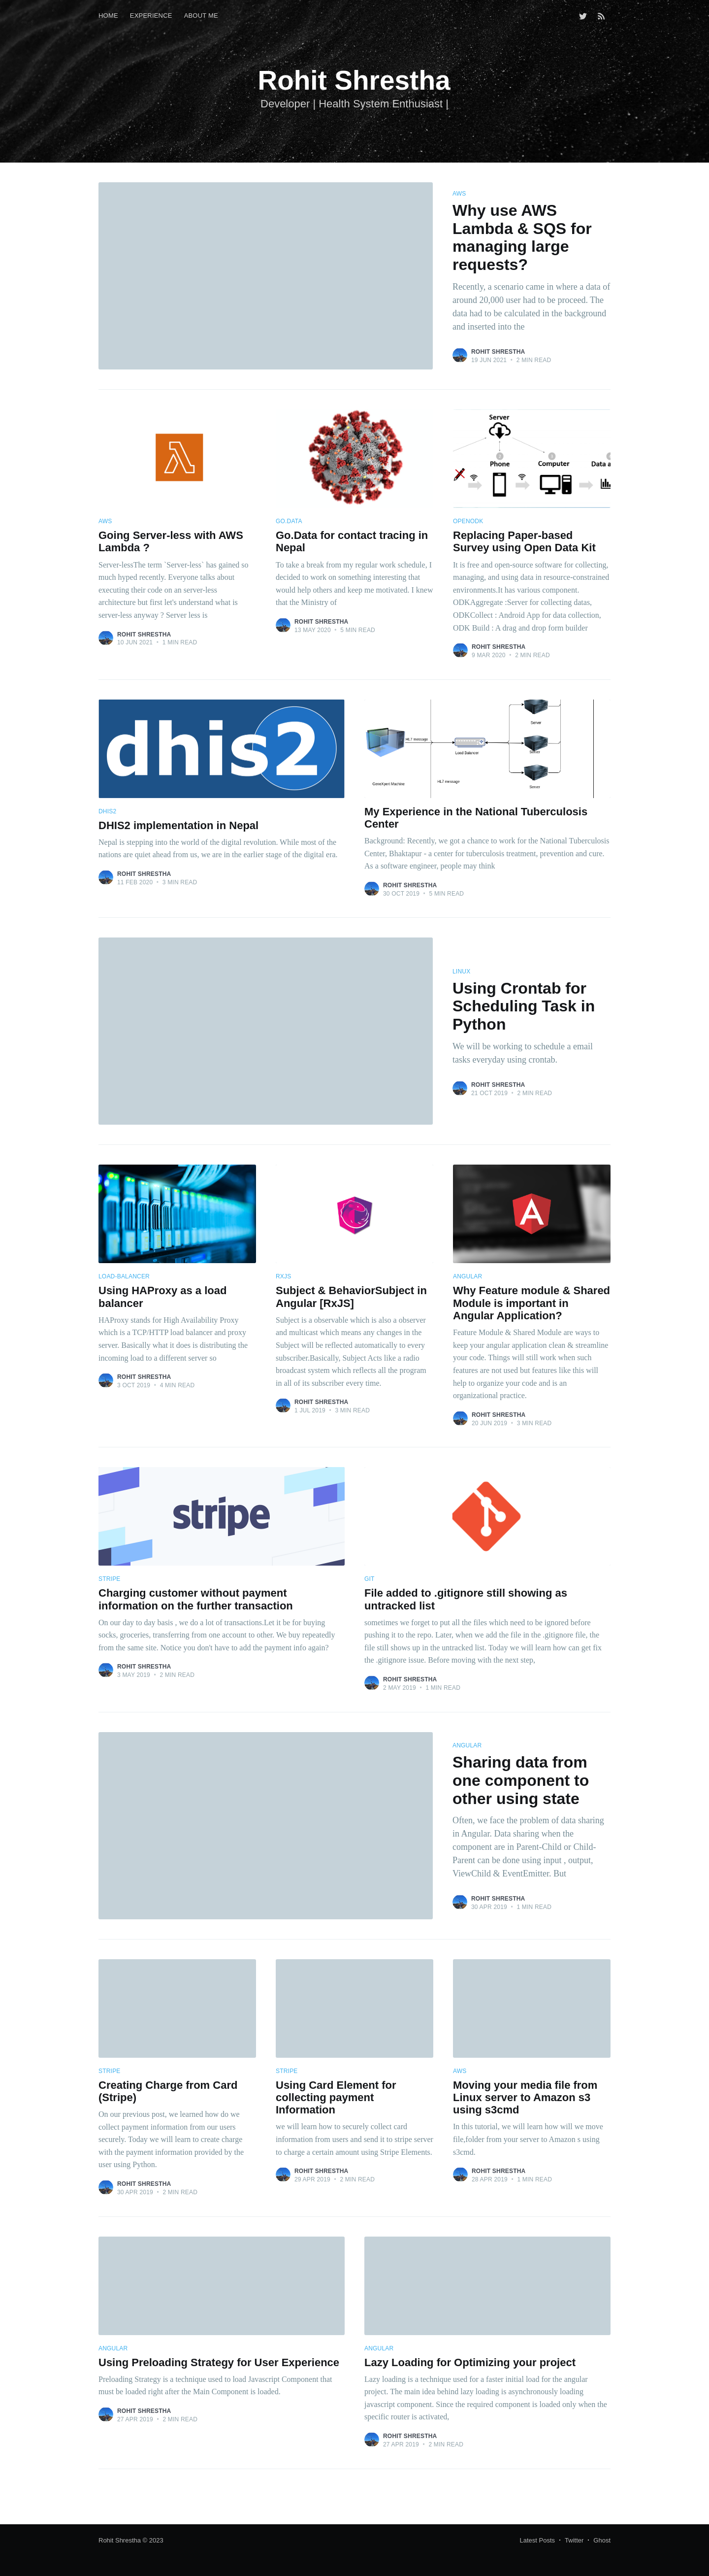 HOME EXPERIENCE ABOUT ME
Rohit Shrestha
Developer | Health System Enthusiast |
AWS
Why use AWS
Lambda & SQS for
managing large
requests?
Recently, a scenario came in where a data of
around 20,000 user had to be proceed. The
data had to be calculated in the background
and inserted into the
ROHIT SHRESTHA
19 JUN 2021 • 2 MIN READ
AWS
Going Server-less with AWS
Lambda ?
Server-lessThe term `Server-less` has gained so
much hyped recently. Everyone talks about
executing their code on an server-less
architecture but first let's understand what is
server-less anyway ? Server less is
ROHIT SHRESTHA
10 JUN 2021 • 1 MIN READ
GO.DATA
Go.Data for contact tracing in
Nepal
To take a break from my regular work schedule, I
decided to work on something interesting that
would help others and keep me motivated. I knew
that the Ministry of
ROHIT SHRESTHA
13 MAY 2020 • 5 MIN READ
Server
Phone
Computer
Data a
OPENODK
Replacing Paper-based
Survey using Open Data Kit
It is free and open-source software for collecting,
managing, and using data in resource-constrained
environments.It has various component.
ODKAggregate :Server for collecting datas,
ODKCollect : Android App for data collection,
ODK Build : A drag and drop form builder
ROHIT SHRESTHA
9 MAR 2020 • 2 MIN READ
dhis2
DHIS2
DHIS2 implementation in Nepal
Nepal is stepping into the world of the digital revolution. While most of the
nations are quiet ahead from us, we are in the earlier stage of the digital era.
ROHIT SHRESTHA
11 FEB 2020 • 3 MIN READ
HL7 message
Load Balancer
GeneXpert Machine
HL7 message
Server
Server
Server
My Experience in the National Tuberculosis
Center
Background: Recently, we got a chance to work for the National Tuberculosis
Center, Bhaktapur - a center for tuberculosis treatment, prevention and cure.
As a software engineer, people may think
ROHIT SHRESTHA
30 OCT 2019 • 5 MIN READ
LINUX
Using Crontab for
Scheduling Task in
Python
We will be working to schedule a email
tasks everyday using crontab.
ROHIT SHRESTHA
21 OCT 2019 • 2 MIN READ
LOAD-BALANCER
Using HAProxy as a load
balancer
HAProxy stands for High Availability Proxy
which is a TCP/HTTP load balancer and proxy
server. Basically what it does is distributing the
incoming load to a different server so
ROHIT SHRESTHA
3 OCT 2019 • 4 MIN READ
RXJS
Subject & BehaviorSubject in
Angular [RxJS]
Subject is a observable which is also a observer
and multicast which means any changes in the
Subject will be reflected automatically to every
subscriber.Basically, Subject Acts like a radio
broadcast system which reflects all the program
in all of its subscriber every time.
ROHIT SHRESTHA
1 JUL 2019 • 3 MIN READ
A
ANGULAR
Why Feature module & Shared
Module is important in
Angular Application?
Feature Module & Shared Module are ways to
keep your angular application clean & streamline
your code. Things will still work when such
features are not used but features like this will
help to organize your code and is an
organizational practice.
ROHIT SHRESTHA
20 JUN 2019 • 3 MIN READ
stripe
STRIPE
Charging customer without payment
information on the further transaction
On our day to day basis , we do a lot of transactions.Let it be for buying
socks, groceries, transferring from one account to other. We buy repeatedly
from the same site. Notice you don't have to add the payment info again?
ROHIT SHRESTHA
3 MAY 2019 • 2 MIN READ
GIT
File added to .gitignore still showing as
untracked list
sometimes we forget to put all the files which need to be ignored before
pushing it to the repo. Later, when we add the file in the .gitignore file, the
file still shows up in the untracked list. Today we will learn how can get fix
the .gitignore issue. Before moving with the next step,
ROHIT SHRESTHA
2 MAY 2019 • 1 MIN READ
ANGULAR
Sharing data from
one component to
other using state
Often, we face the problem of data sharing
in Angular. Data sharing when the
component are in Parent-Child or Child-
Parent can be done using input , output,
ViewChild & EventEmitter. But
ROHIT SHRESTHA
30 APR 2019 • 1 MIN READ
STRIPE
Creating Charge from Card
(Stripe)
On our previous post, we learned how do we
collect payment information from our users
securely. Today we will learn to create charge
with the payment information provided by the
user using Python.
ROHIT SHRESTHA
30 APR 2019 • 2 MIN READ
STRIPE
Using Card Element for
collecting payment
Information
we will learn how to securely collect card
information from users and send it to stripe server
to charge a certain amount using Stripe Elements.
ROHIT SHRESTHA
29 APR 2019 • 2 MIN READ
AWS
Moving your media file from
Linux server to Amazon s3
using s3cmd
In this tutorial, we will learn how will we move
file,folder from your server to Amazon s using
s3cmd.
ROHIT SHRESTHA
28 APR 2019 • 1 MIN READ
ANGULAR
Using Preloading Strategy for User Experience
Preloading Strategy is a technique used to load Javascript Component that
must be loaded right after the Main Component is loaded.
ROHIT SHRESTHA
27 APR 2019 • 2 MIN READ
ANGULAR
Lazy Loading for Optimizing your project
Lazy loading is a technique used for a faster initial load for the angular
project. The main idea behind lazy loading is asynchronously loading
javascript component. Since the required component is loaded only when the
specific router is activated,
ROHIT SHRESTHA
27 APR 2019 • 2 MIN READ
Rohit Shrestha © 2023
Latest Posts • Twitter • Ghost